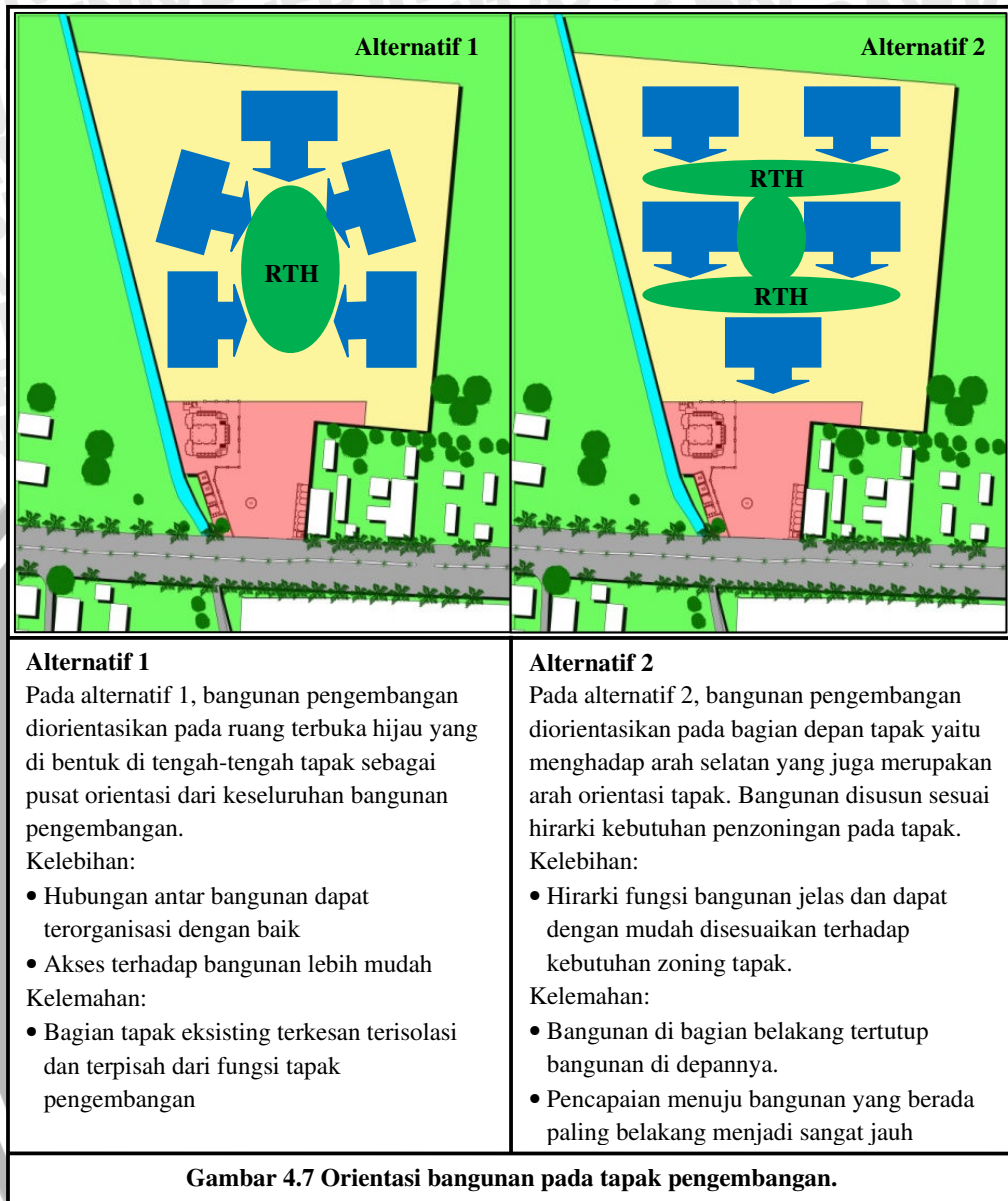 Alternatif 1
RTH
Alternatif 2
RTH
RTH
Alternatif 1
Pada alternatif 1, bangunan pengembangan
diorientasikan pada ruang terbuka hijau yang
di bentuk di tengah-tengah tapak sebagai
pusat orientasi dari keseluruhan bangunan
pengembangan.
Kelebihan:
• Hubungan antar bangunan dapat
terorganisasi dengan baik
• Akses terhadap bangunan lebih mudah
Kelemahan:
• Bagian tapak eksisting terkesan terisolasi
dan terpisah dari fungsi tapak
pengembangan
Alternatif 2
Pada alternatif 2, bangunan pengembangan
diorientasikan pada bagian depan tapak yaitu
menghadap arah selatan yang juga merupakan
arah orientasi tapak. Bangunan disusun sesuai
hirarki kebutuhan penzoningan pada tapak.
Kelebihan:
• Hirarki fungsi bangunan jelas dan dapat
dengan mudah disesuaikan terhadap
kebutuhan zoning tapak.
Kelemahan:
• Bangunan di bagian belakang tertutup
bangunan di depannya.
• Pencapaian menuju bangunan yang berada
paling belakang menjadi sangat jauh
Gambar 4.7 Orientasi bangunan pada tapak pengembangan.